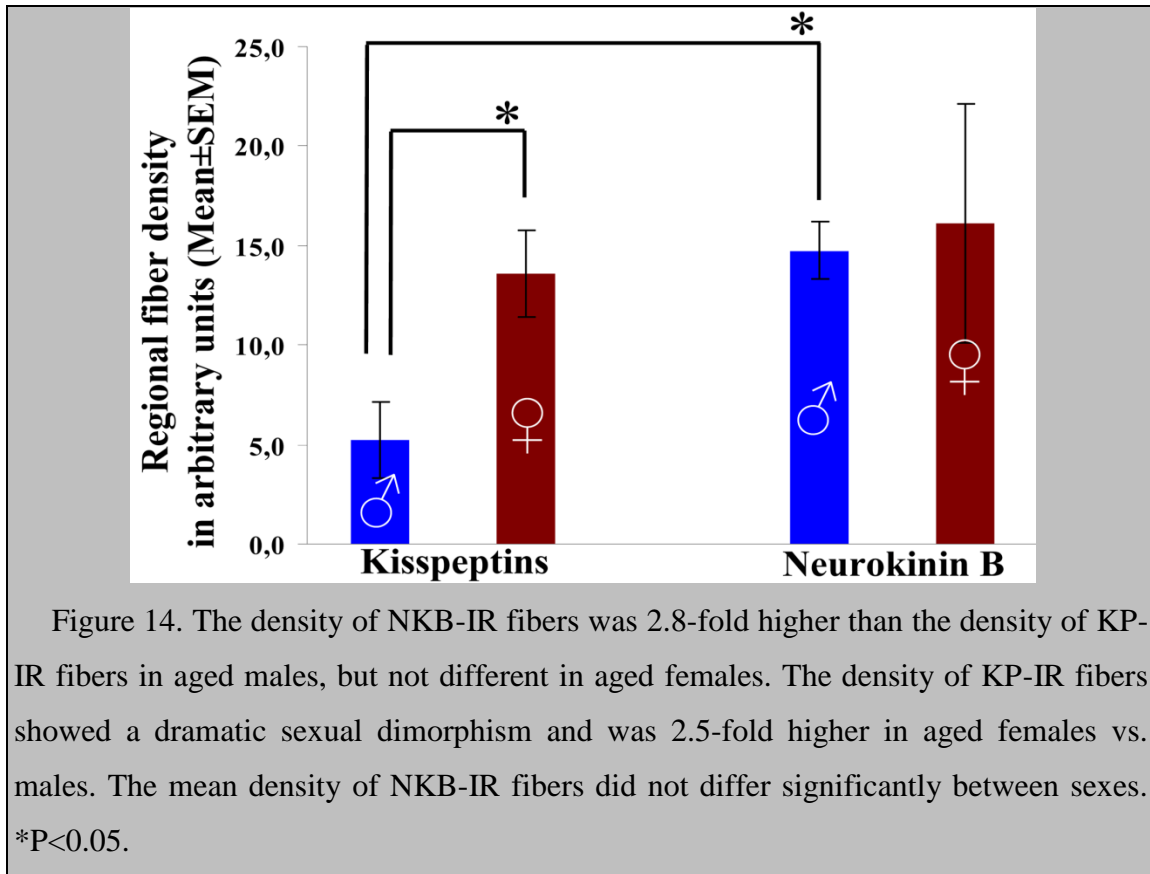 *
*
Regional fiber density
in arbitrary units (Mean±SEM)
25,0
20,0
15,0
10,0
5,0
0,0
♂
♀
♂
♀
Kisspeptins
Neurokinin B
Figure 14. The density of NKB-IR fibers was 2.8-fold higher than the density of KP-
IR fibers in aged males, but not different in aged females. The density of KP-IR fibers
showed a dramatic sexual dimorphism and was 2.5-fold higher in aged females vs.
males. The mean density of NKB-IR fibers did not differ significantly between sexes.
*P<0.05.